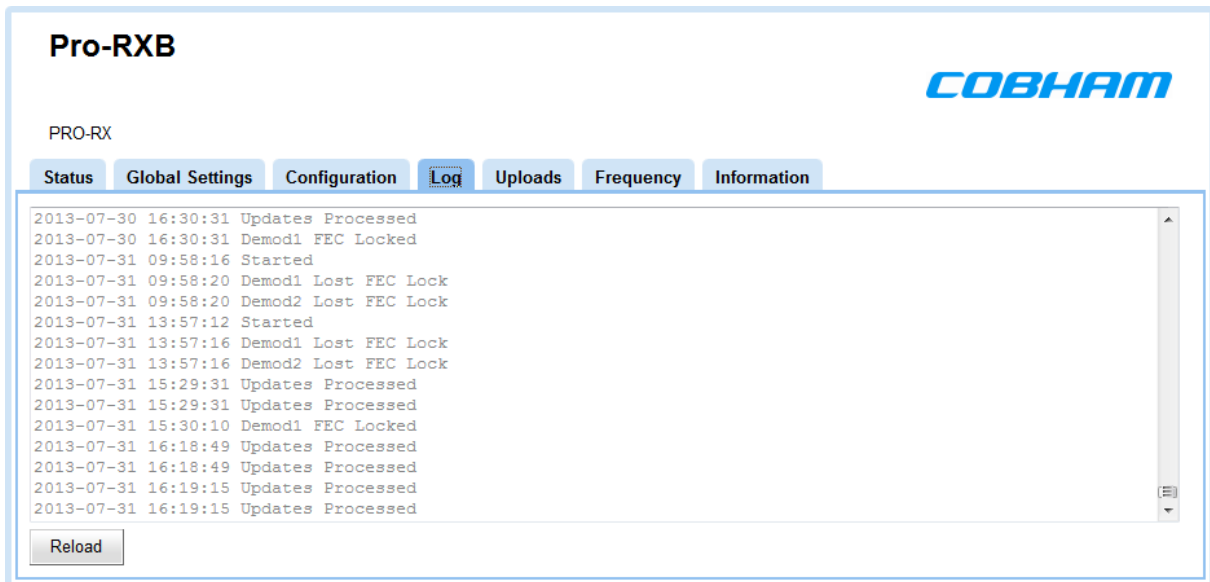 Pro-RXB
COBHAM
PRO-RX
Status Global Settings Configuration Log Uploads Frequency Information
2013-07-30 16:30:31 Updates Processed
2013-07-30 16:30:31 Demod1 FEC Locked
2013-07-31 09:58:16 Started
2013-07-31 09:58:20 Demod1 Lost FEC Lock
2013-07-31 09:58:20 Demod2 Lost FEC Lock
2013-07-31 13:57:12 Started
2013-07-31 13:57:16 Demod1 Lost FEC Lock
2013-07-31 13:57:16 Demod2 Lost FEC Lock
2013-07-31 15:29:31 Updates Processed
2013-07-31 15:29:31 Updates Processed
2013-07-31 15:30:10 Demod1 FEC Locked
2013-07-31 16:18:49 Updates Processed
2013-07-31 16:18:49 Updates Processed
2013-07-31 16:19:15 Updates Processed
2013-07-31 16:19:15 Updates Processed
Reload